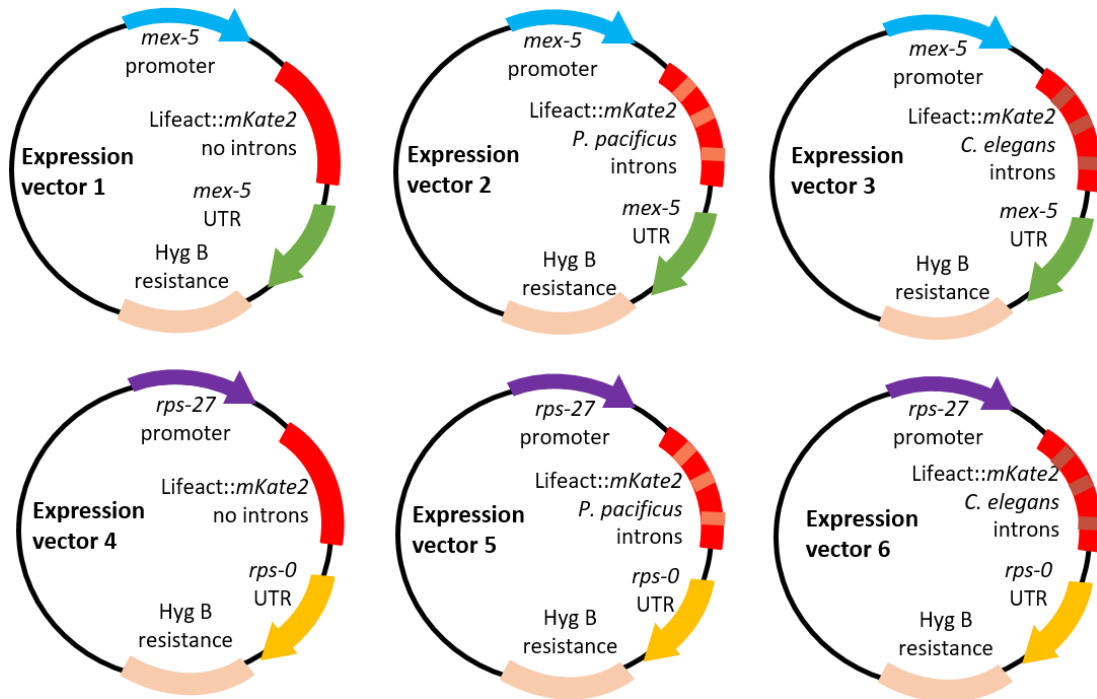 mex-5
promoter
Lifeact::mKate2
no introns
Expression
vector 1
mex-5
UTR
Hyg B
resistance
mex-5
promoter
Lifeact::mKate2
P. pacificus
introns
Expression
vector 2
mex-5
UTR
Hyg B
resistance
mex-5
promoter
Lifeact::mKate2
C. elegans
introns
Expression
vector 3
mex-5
UTR
Hyg B
resistance
rps-27
promoter
Lifeact::mKate2
no introns
Expression
vector 4
rps-0
UTR
Hyg B
resistance
rps-27
promoter
Lifeact::mKate2
P. pacificus
introns
Expression
vector 5
rps-0
UTR
Hyg B
resistance
rps-27
promoter
Lifeact::mKate2
C. elegans
introns
Expression
vector 6
rps-0
UTR
Hyg B
resistance